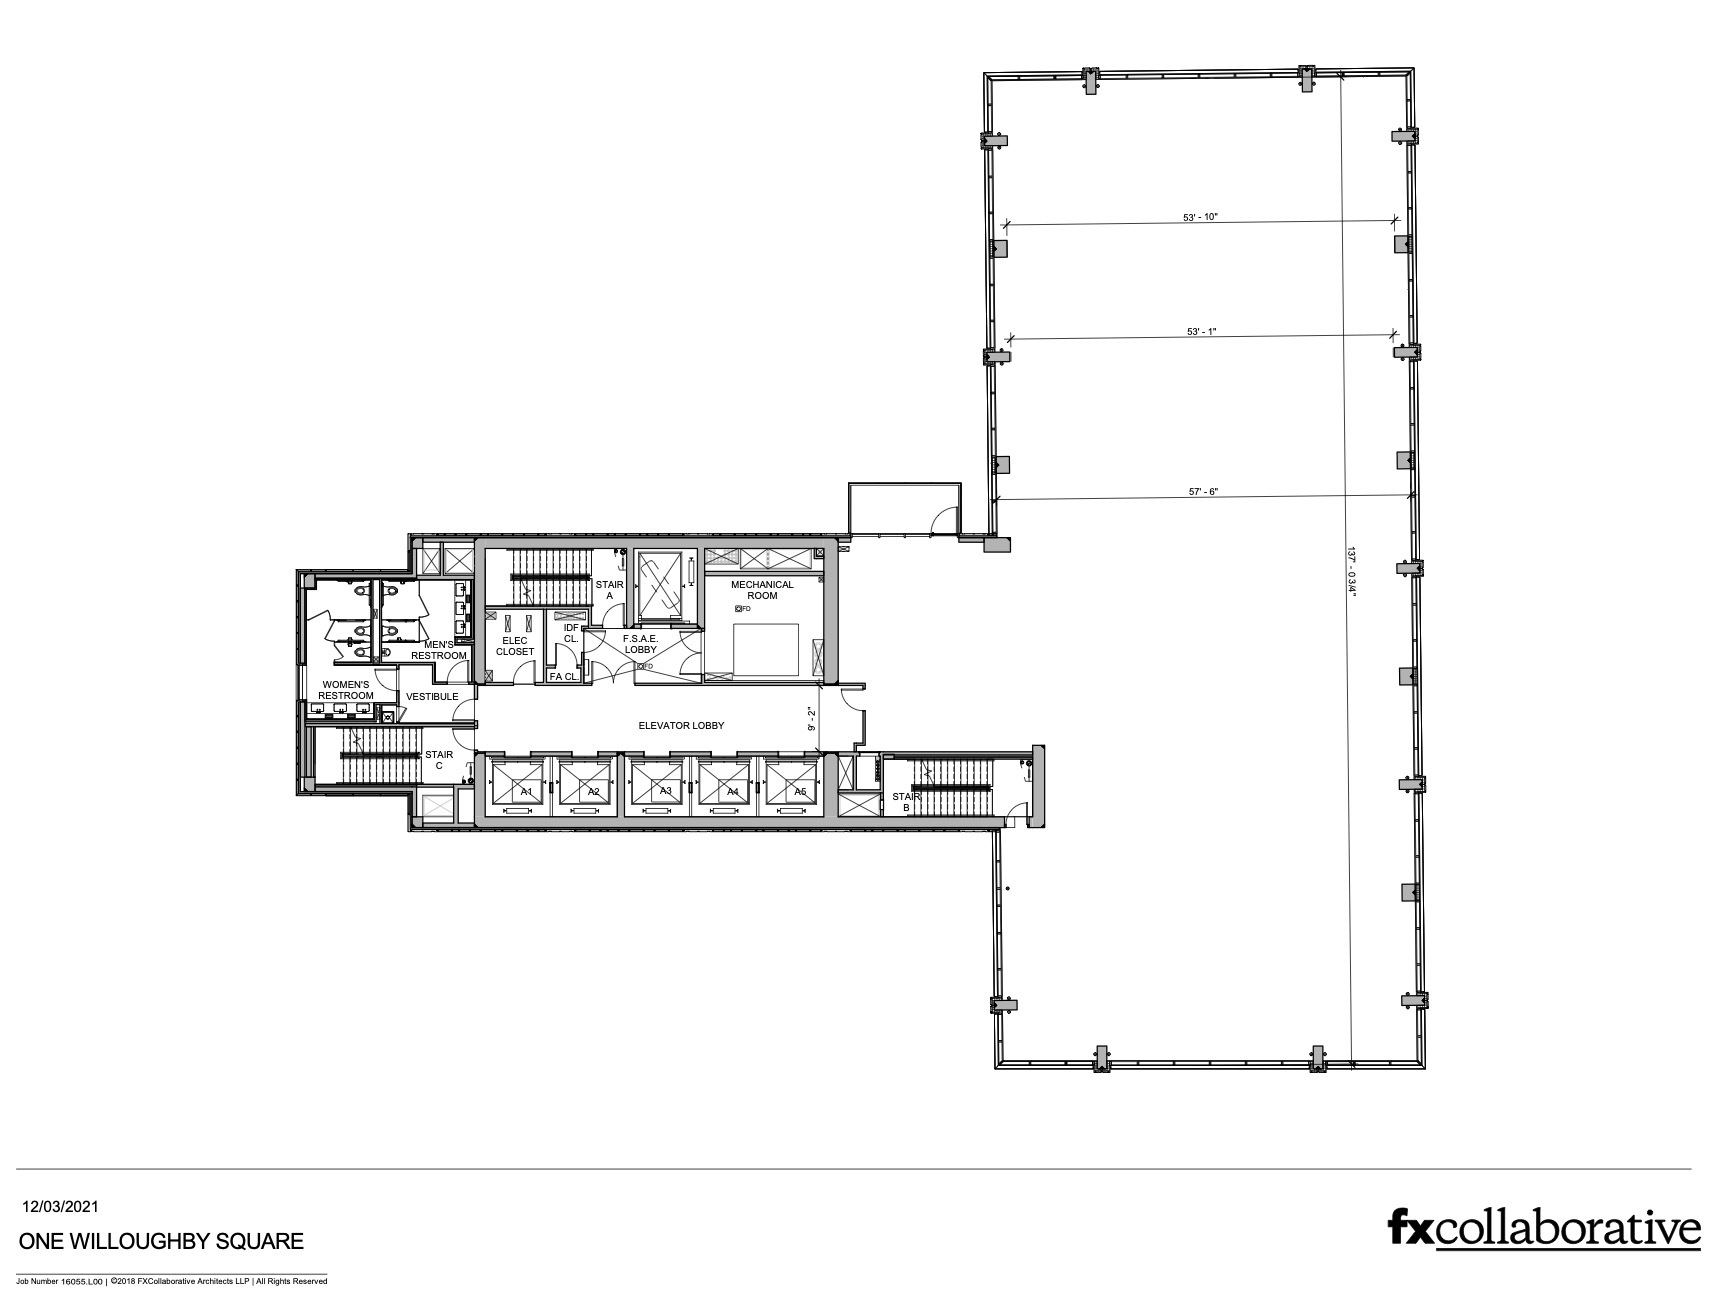 53' - 10"
53' - 1"
57' - 6"
137' - 0 3/4"
STAIR
A
MECHANICAL
ROOM
FD
IDF
CL.
F.S.A.E.
LOBBY
FD
ELEC
CLOSET
FA CL.
MEN'S
RESTROOM
WOMEN'S
RESTROOM
VESTIBULE
ELEVATOR LOBBY
9' - 2"
STAIR
C
A1
A2
A3
A4
A5
STAIR
B
12/03/2021
ONE WILLOUGHBY SQUARE
Job Number 16055.L00 | ©2018 FXCollaborative Architects LLP | All Rights Reserved
fxcollaborative